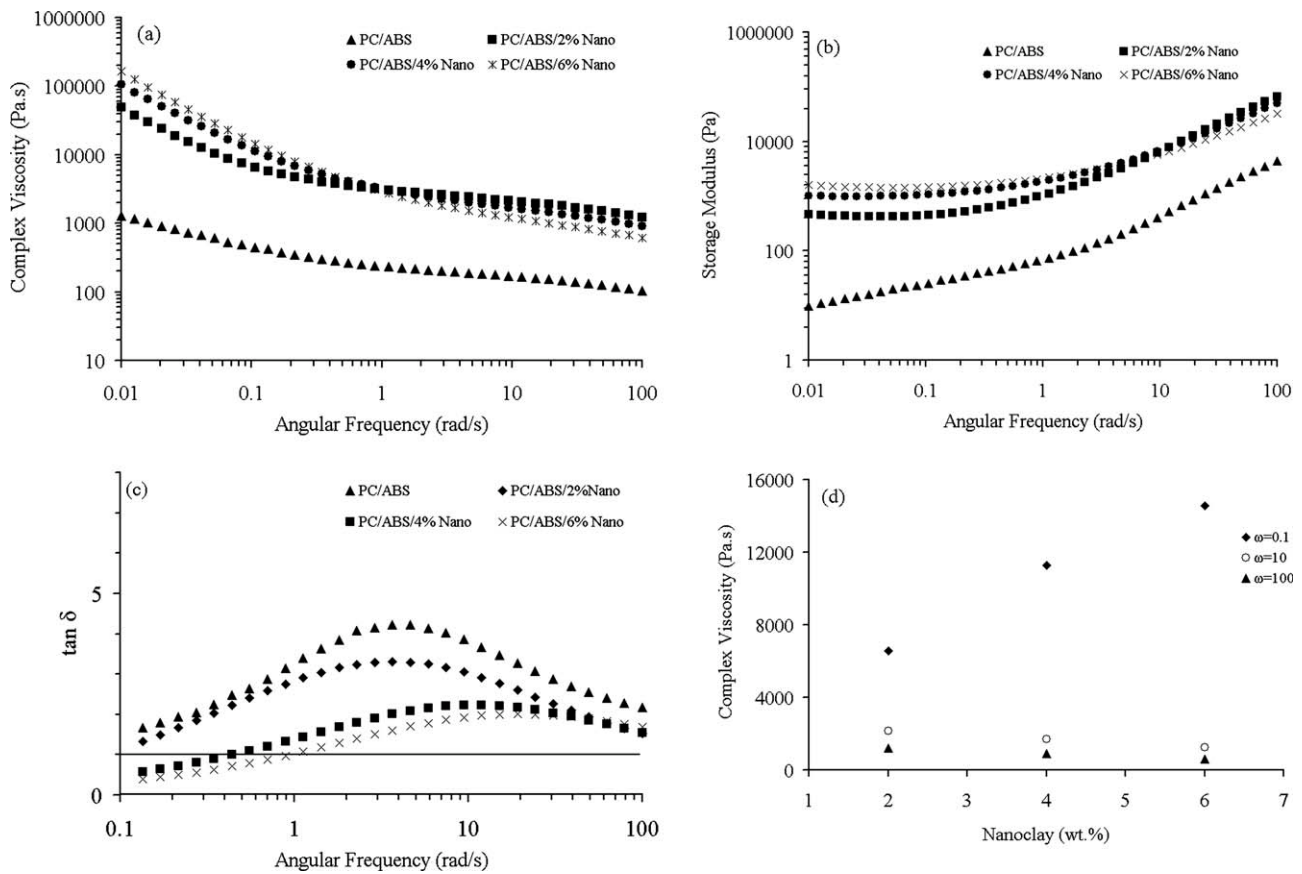 (a)
PC/ABS
PC/ABS/2% Nano
PC/ABS/4% Nano
PC/ABS/6% Nano
1000000
100000
10000
1000
100
10
Complex Viscosity (Pa.s)
0.01
0.1
1
10
100
Angular Frequency (rad/s)
(b)
PC/ABS
PC/ABS/2% Nano
PC/ABS/4% Nano
PC/ABS/6% Nano
1000000
10000
100
1
Storage Modulus (Pa)
0.01
0.1
1
10
100
Angular Frequency (rad/s)
(c)
PC/ABS
PC/ABS/2%Nano
PC/ABS/4% Nano
PC/ABS/6% Nano
5
0
tan δ
0.1
1
10
100
Angular Frequency (rad/s)
(d)
16000
12000
8000
4000
0
Complex Viscosity (Pa.s)
ω=0.1
ω=10
ω=100
1
2
3
4
5
6
7
Nanoclay (wt.%)